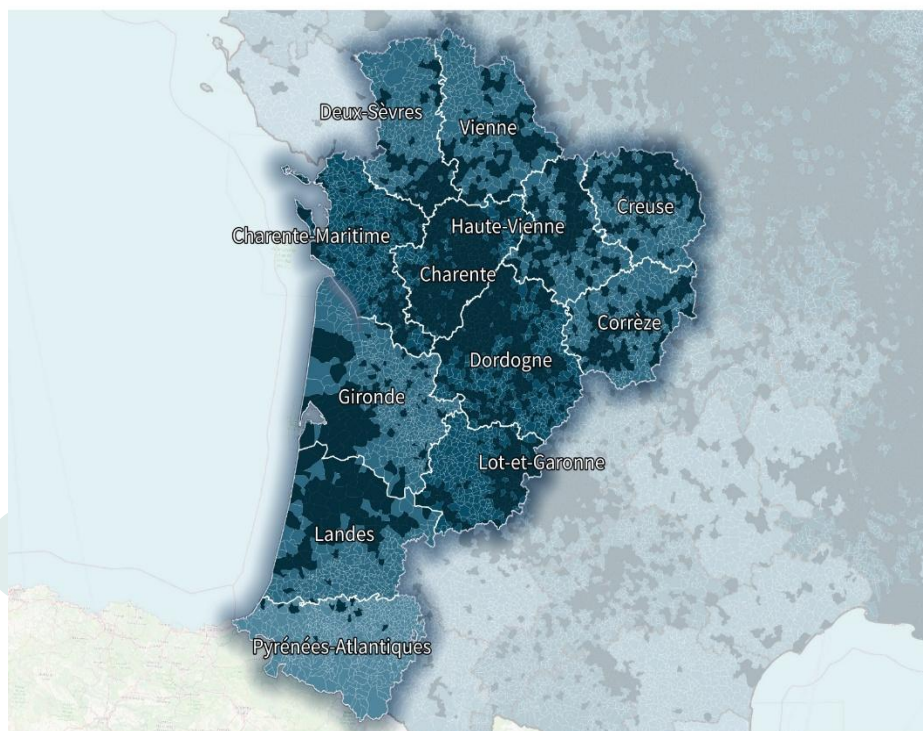 Deux-Sèvres
Vienne
Creuse
Haute-Vienne
Charente-Maritime
Charente
Corrèze
Dordogne
Gironde
Lot-et-Garonne
Landes
Pyrénées-Atlantiques